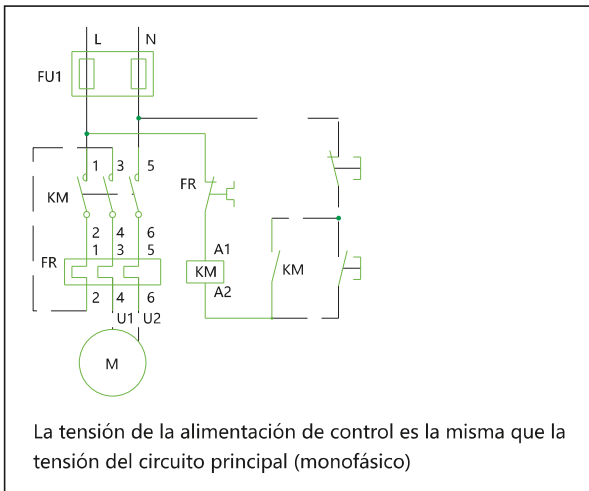 L N
FU1
1 3 5
KM
FR
2 4 6
1 3 5
FR
A1
KM
KM
A2
2 4 6
U1 U2
M
La tensión de la alimentación de control es la misma que la
tensión del circuito principal (monofásico)